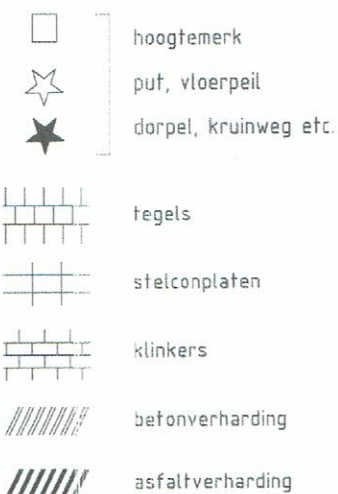 hoogtemerk
put, vloerpeil
dorpel, kruinweg etc.
tegels
stelconplaten
klinkers
betonverharding
asfaltverharding